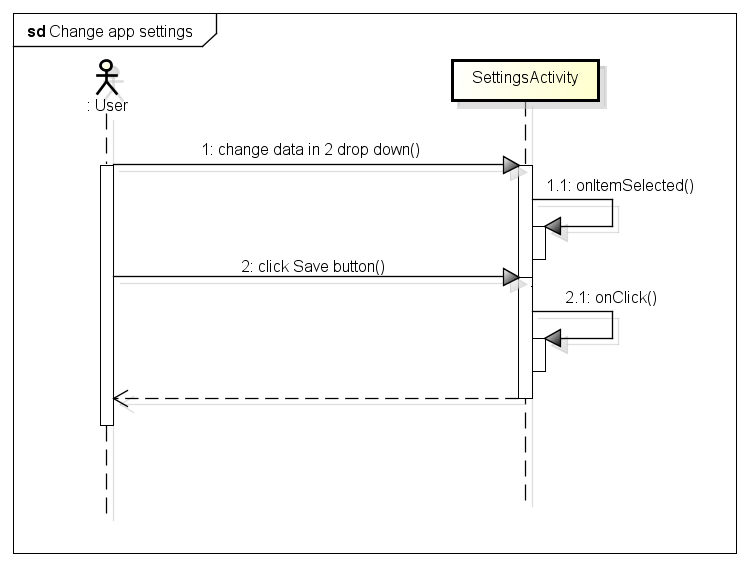 sd Change app settings
: User
SettingsActivity
1: change data in 2 drop down()
1.1: onItemSelected()
2: click Save button()
2.1: onClick()